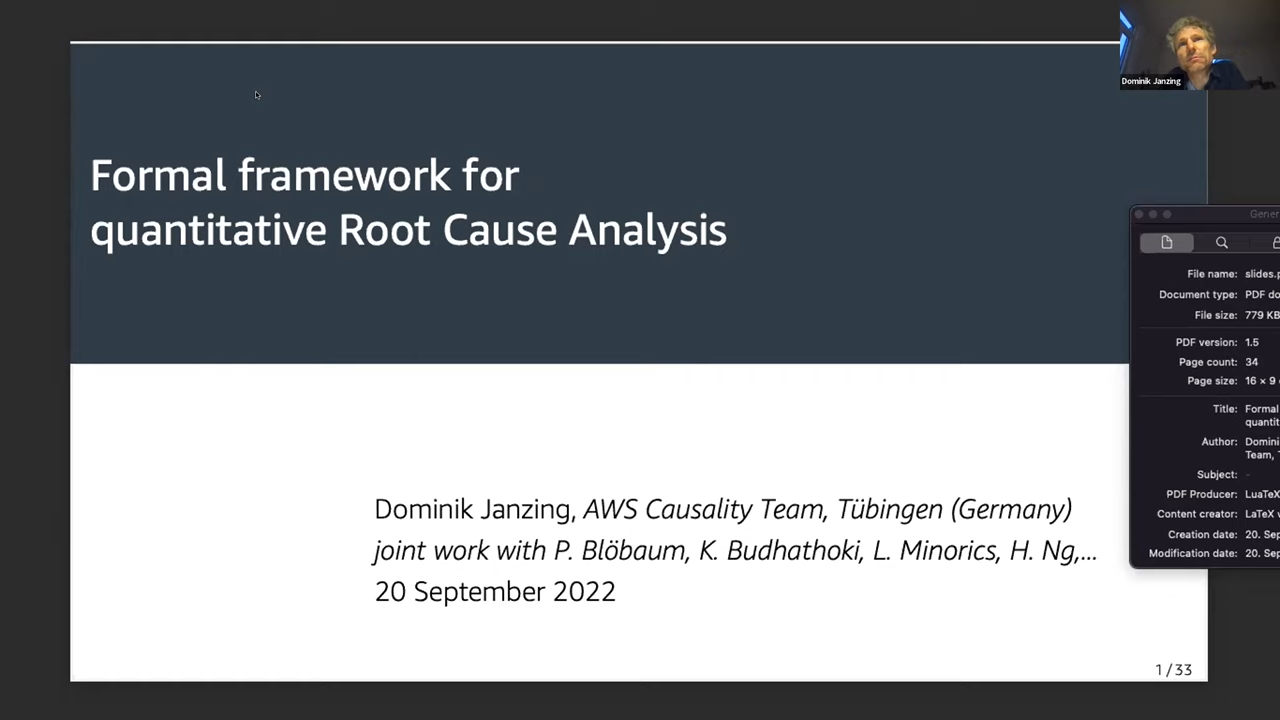 Dominik Janzing
Formal framework for
quantitative Root Cause Analysis
Dominik Janzing, AWS Causality Team, Tübingen (Germany)
joint work with P. Blöbaum, K. Budhathoki, L. Minorics, H. Ng,...
20 September 2022
1 / 33
Gener
File name: slides.p
Document type: PDF do
File size: 779 KB
PDF version: 1.5
Page count: 34
Page size: 16 × 9
Title: Formal
quantit
Author: Domini
Team, T
Subject: -
PDF Producer: LuaTeX
Content creator: LaTeX
Creation date: 20. Sep
Modification date: 20. Sep